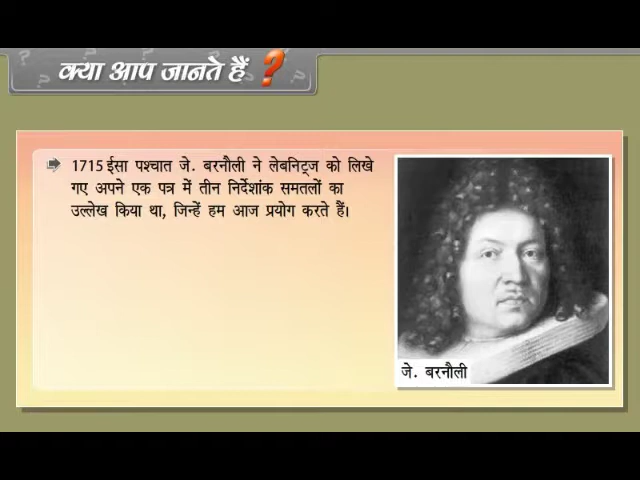 क्या आप जानते हैं ?
1715 ईसा पश्चात जे. बरनौली ने लेबनिट्ज को लिखे
गए अपने एक पत्र में तीन निर्देशांक समतलों का
उल्लेख किया था, जिन्हें हम आज प्रयोग करते हैं।
जे. बरनौली